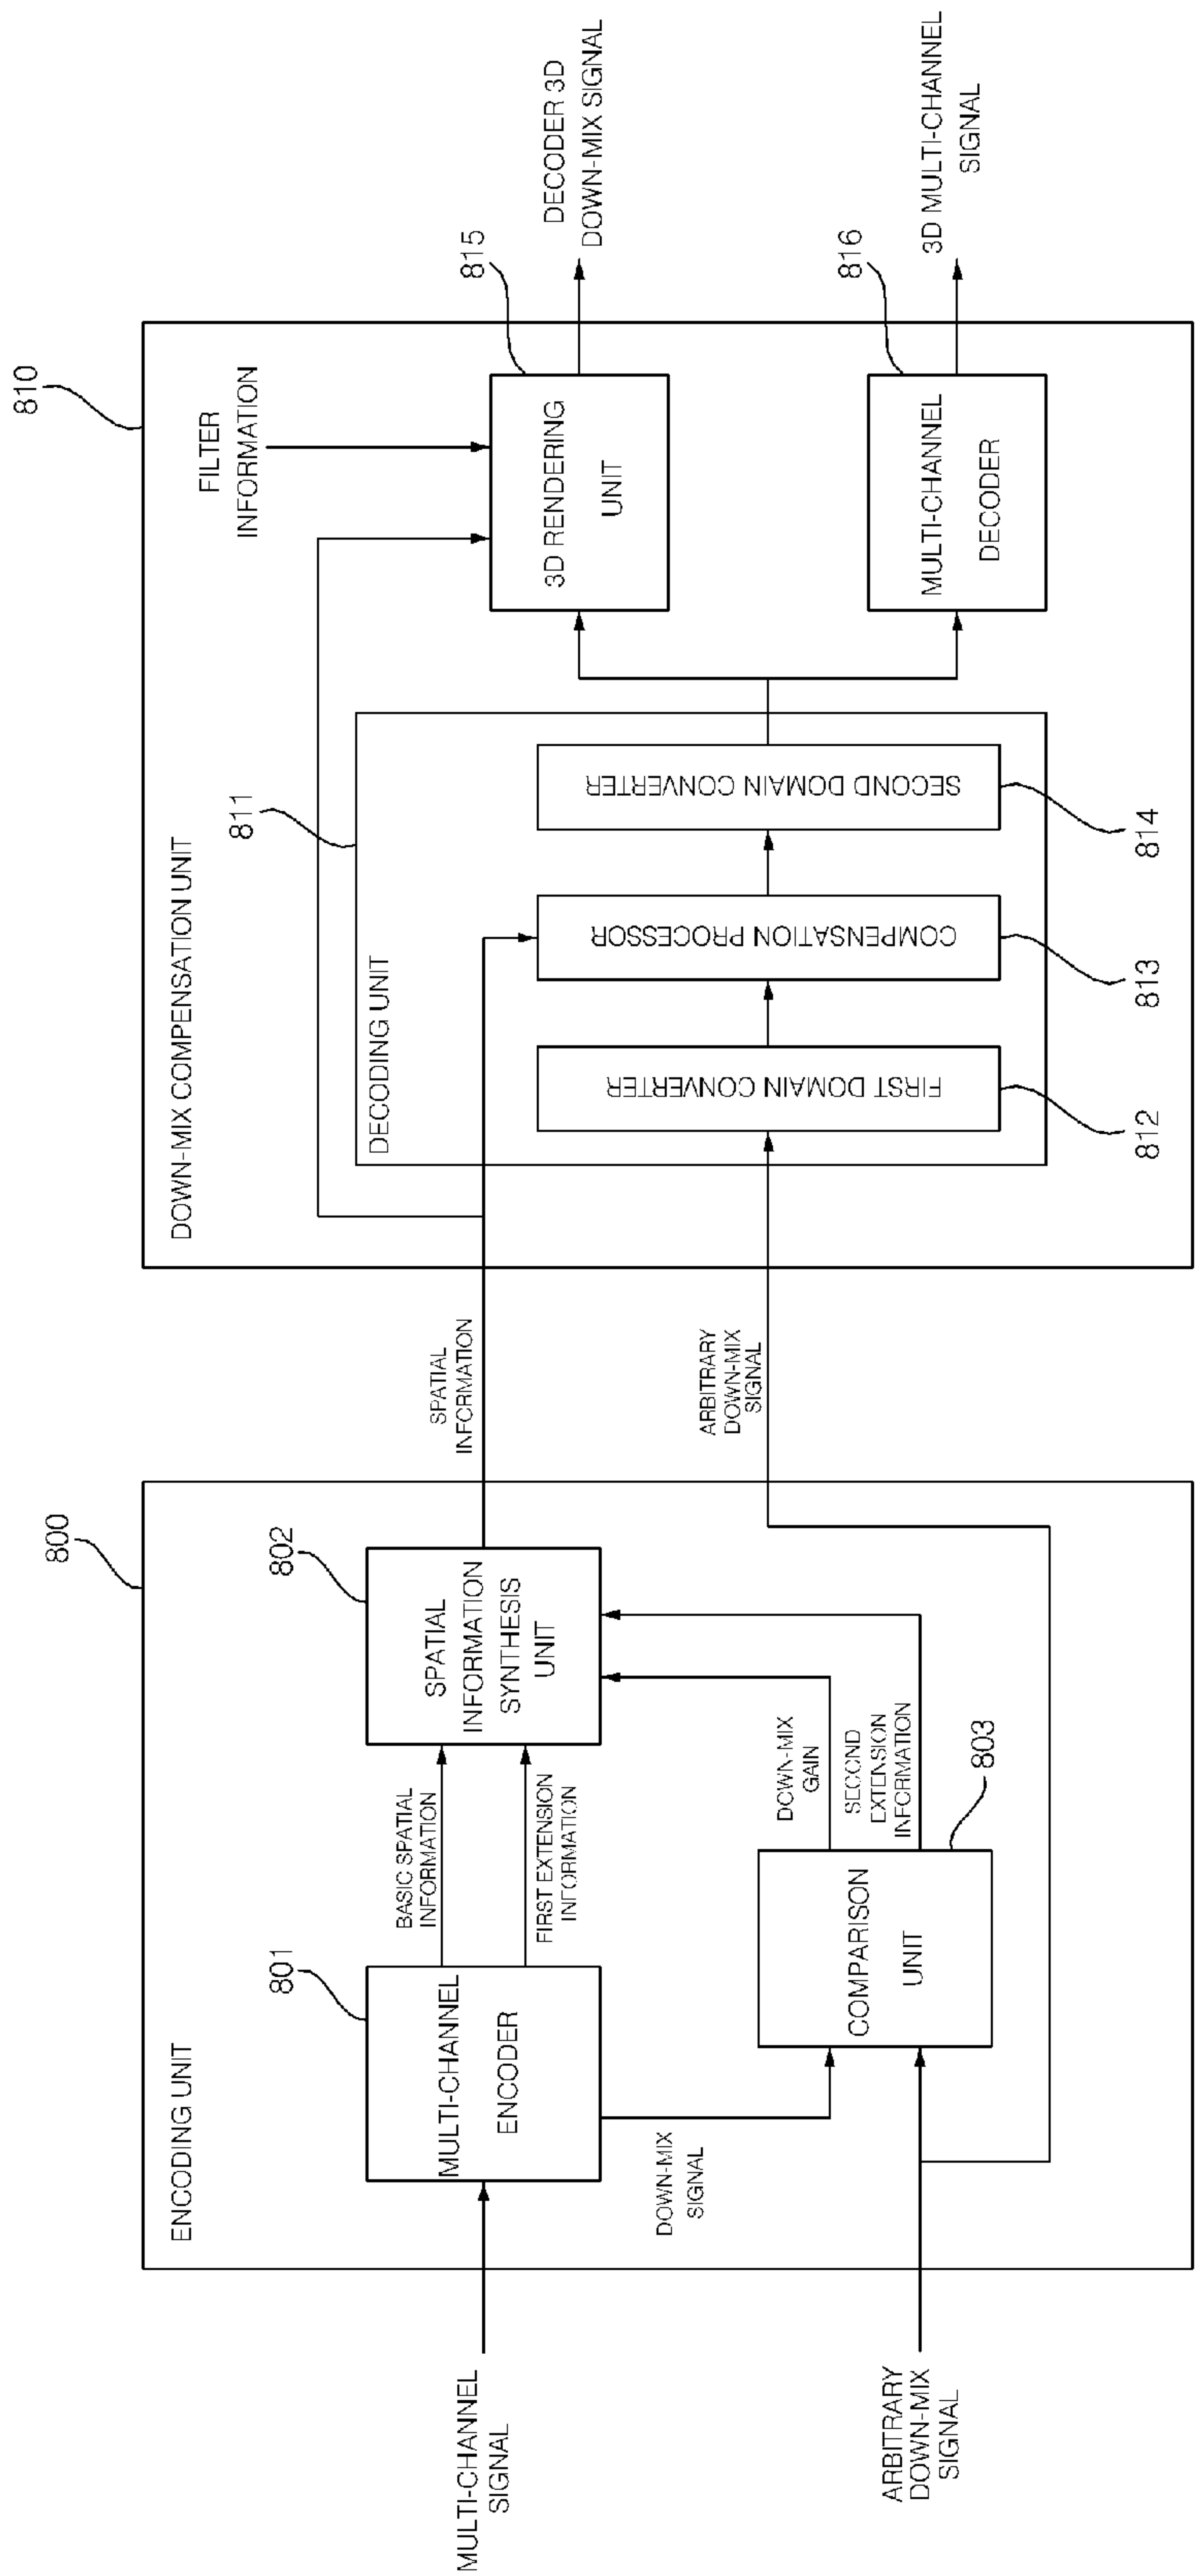 800
ENCODING UNIT
MULTI-CHANNEL
SIGNAL
801
MULTI-CHANNEL
ENCODER
BASIC SPATIAL
INFORMATION
FIRST EXTENSION
INFORMATION
802
SPATIAL
INFORMATION
SYNTHESIS
UNIT
DOWN-MIX
SIGNAL
ARBITRARY
DOWN-MIX
SIGNAL
COMPARISON
UNIT
803
DOWN-MIX
GAIN
SECOND
EXTENSION
INFORMATION
SPATIAL
INFORMATION
ARBITRARY
DOWN-MIX
SIGNAL
810
DOWN-MIX COMPENSATION UNIT
811
DECODING UNIT
FIRST DOMAIN CONVERTER
812
COMPENSATION PROCESSOR
813
SECOND DOMAIN CONVERTER
814
FILTER
INFORMATION
815
3D RENDERING
UNIT
DECODER 3D
DOWN-MIX SIGNAL
816
MULTI-CHANNEL
DECODER
3D MULTI-CHANNEL
SIGNAL